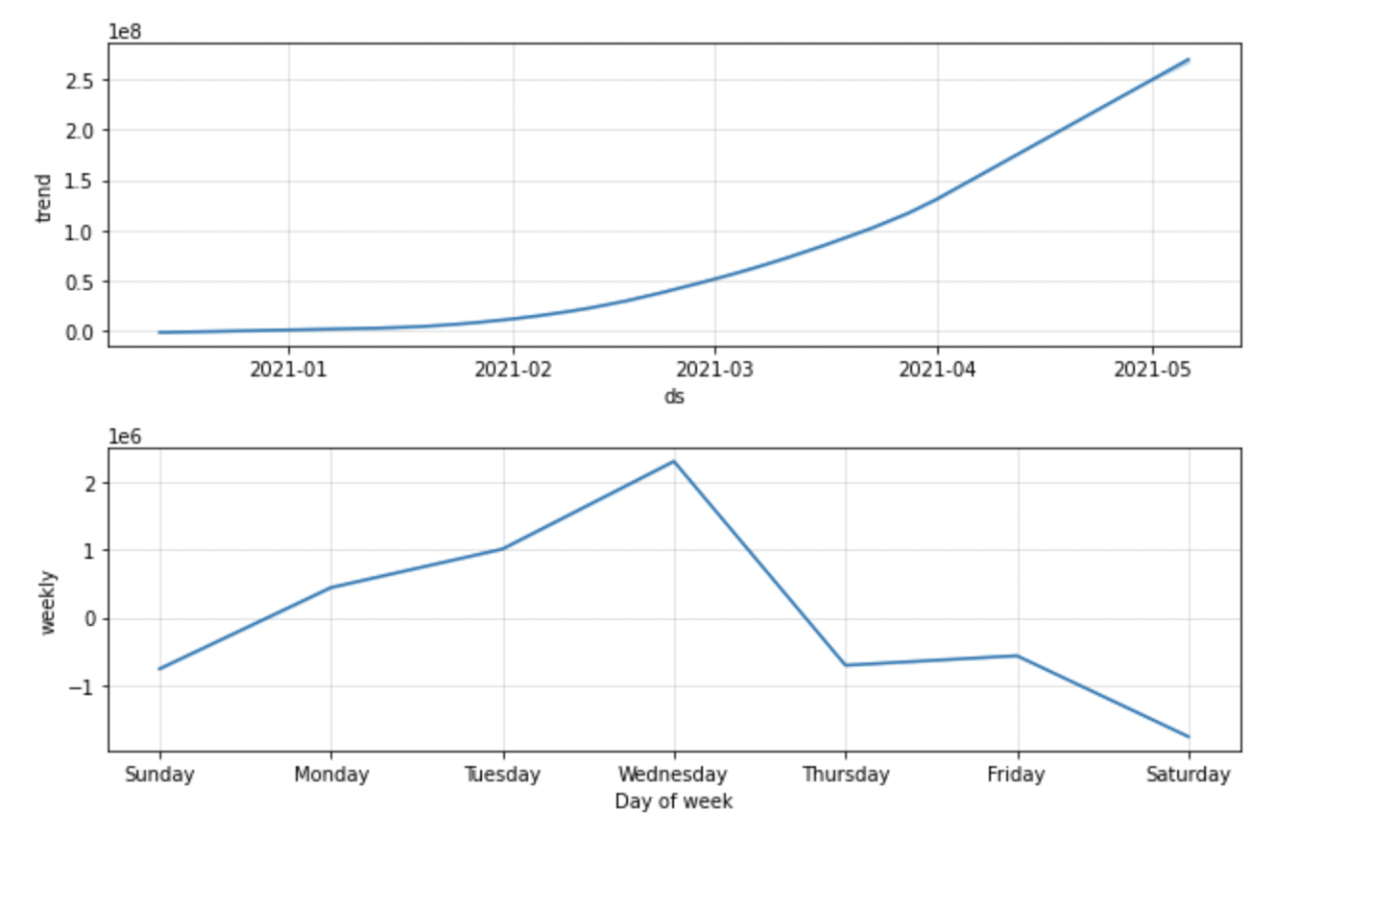 1e8
2.5
2.0
1.5
1.0
0.5
0.0
trend
2021-01 2021-02 2021-03 2021-04 2021-05
ds
1e6
2
1
0
−1
weekly
Sunday Monday Tuesday Wednesday Thursday Friday Saturday
Day of week